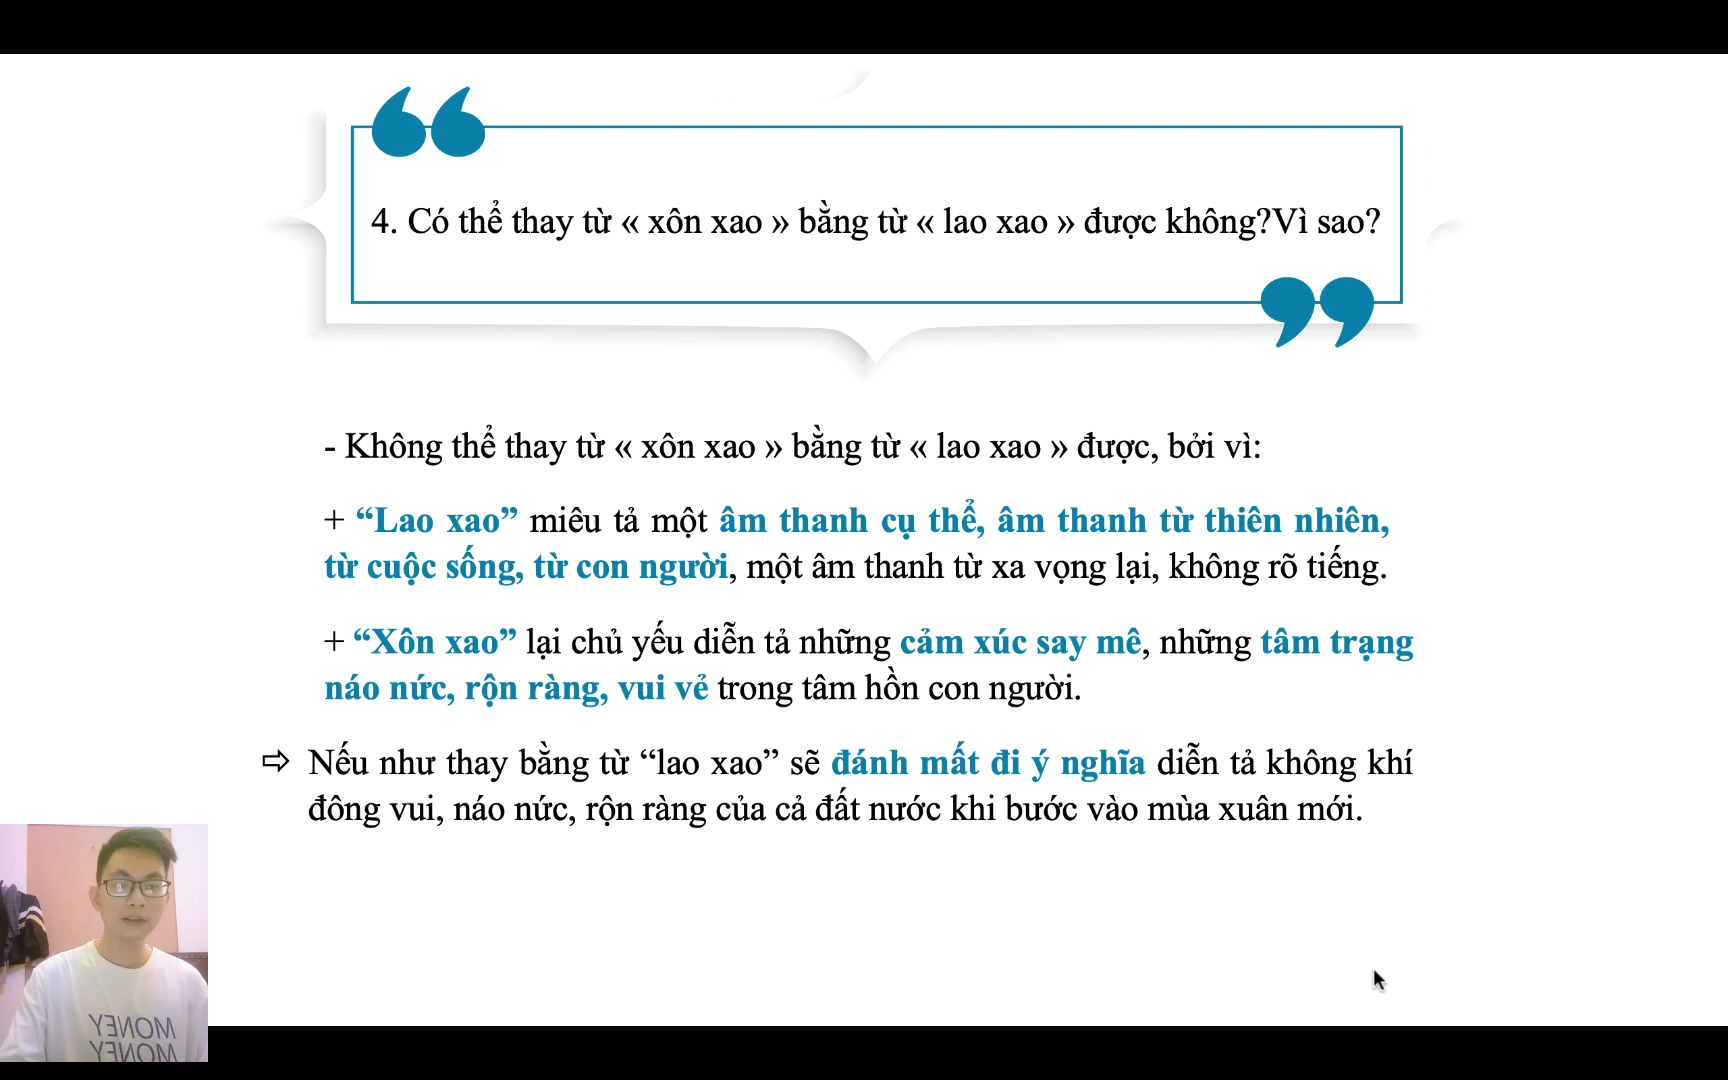 4. Có thể thay từ « xôn xao » bằng từ « lao xao » được không?Vì sao?
- Không thể thay từ « xôn xao » bằng từ « lao xao » được, bởi vì:
+ “Lao xao” miêu tả một âm thanh cụ thể, âm thanh từ thiên nhiên,
từ cuộc sống, từ con người, một âm thanh từ xa vọng lại, không rõ tiếng.
+ “Xôn xao” lại chủ yếu diễn tả những cảm xúc say mê, những tâm trạng
náo nức, rộn ràng, vui vẻ trong tâm hồn con người.
⇨ Nếu như thay bằng từ “lao xao” sẽ đánh mất đi ý nghĩa diễn tả không khí
đông vui, náo nức, rộn ràng của cả đất nước khi bước vào mùa xuân mới.
MONEY
MONEY